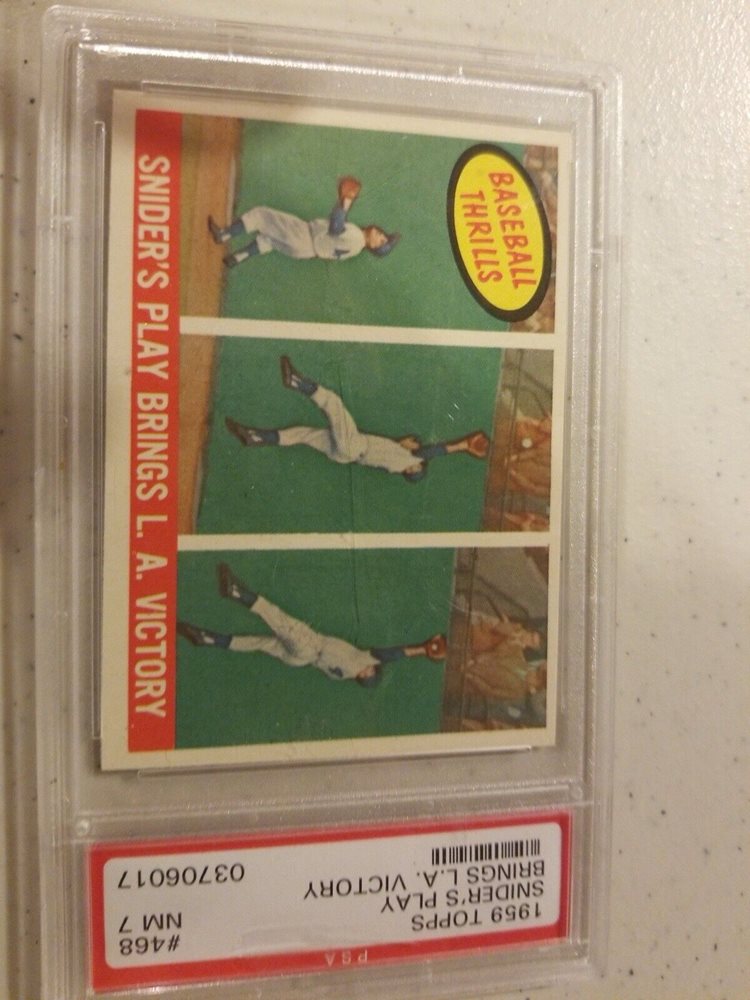 PSA
1959 TOPPS
#468
SNIDER'S PLAY
NM 7
BRINGS L.A. VICTORY
03706017
BASEBALL
THRILLS
SNIDER'S PLAY BRINGS L. A. VICTORY